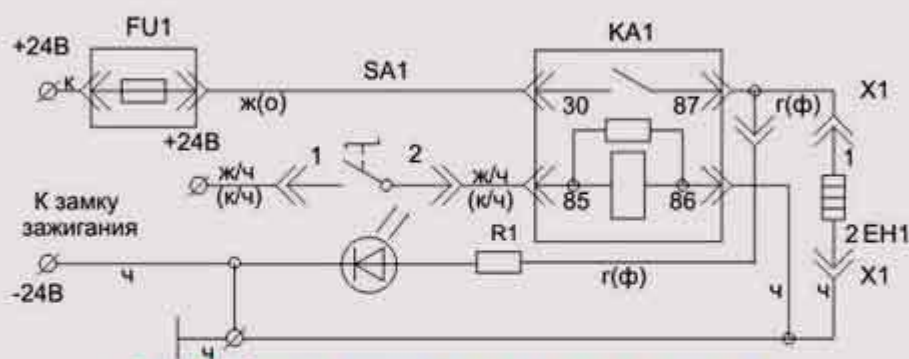 FU1
KA1
+24В
к
SA1
ж(о)
30
87
г(ф)
X1
+24В
1
2
1
ж/ч
(к/ч)
ж/ч
(к/ч)
85
86
К замку
зажигания
R1
2 EH1
ч
г(ф)
ч
ч
X1
-24В
ч